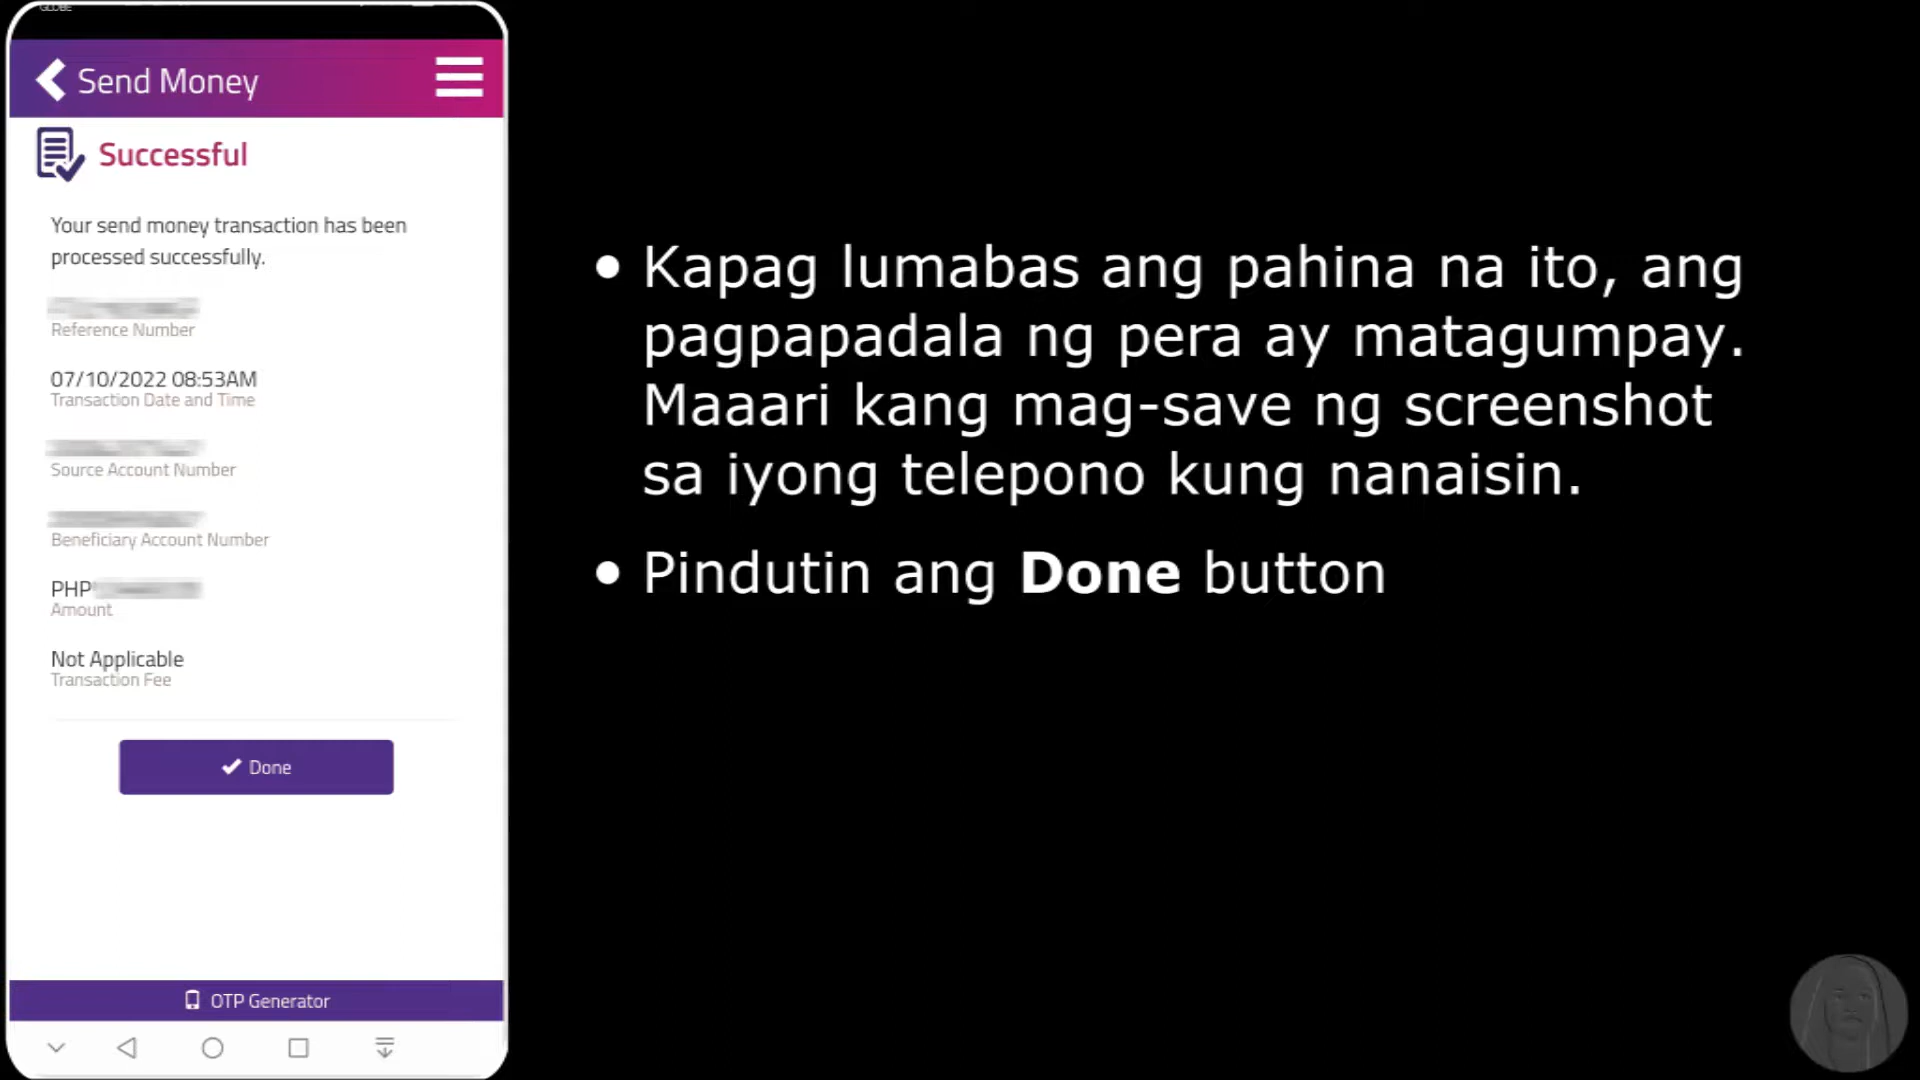 GLOBE
Send Money
Successful
Your send money transaction has been
processed successfully.
Reference Number
07/10/2022 08:53AM
Transaction Date and Time
Source Account Number
Beneficiary Account Number
PHP
Amount
Not Applicable
Transaction Fee
Done
OTP Generator
• Kapag lumabas ang pahina na ito, ang
pagpapadala ng pera ay matagumpay.
Maaari kang mag-save ng screenshot
sa iyong telepono kung nanaisin.
• Pindutin ang Done button